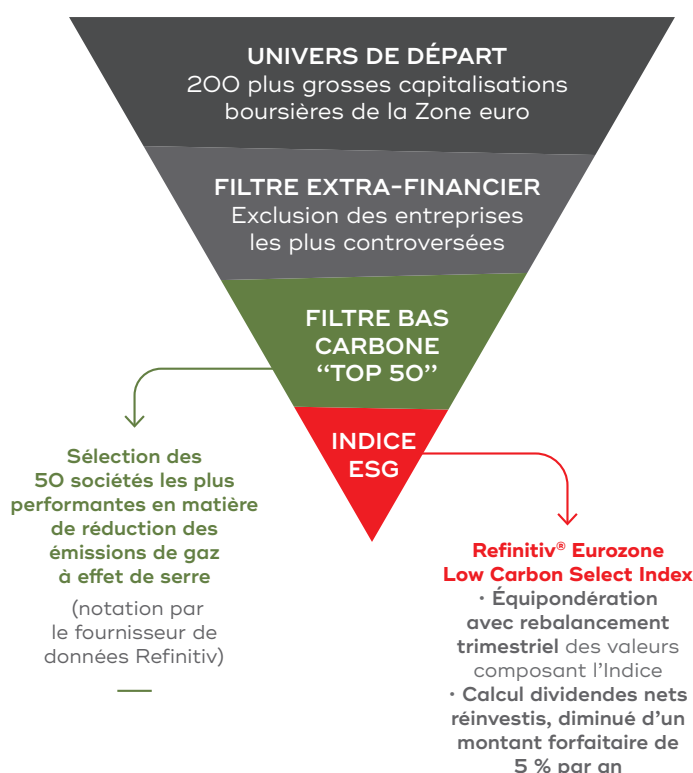 UNIVERS DE DÉPART
200 plus grosses capitalisations
boursières de la Zone euro
FILTRE EXTRA-FINANCIER
Exclusion des entreprises
les plus controversées
FILTRE BAS
CARBONE
“TOP 50”
INDICE
ESG
Sélection des
50 sociétés les plus
performantes en matière
de réduction des
émissions de gaz
à effet de serre
(notation par
le fournisseur de
données Refinitiv)
Refinitiv® Eurozone
Low Carbon Select Index
· Équipondération
avec rebalancement
trimestriel des valeurs
composant l’Indice
· Calcul dividendes nets
réinvestis, diminué d’un
montant forfaitaire de
5 % par an